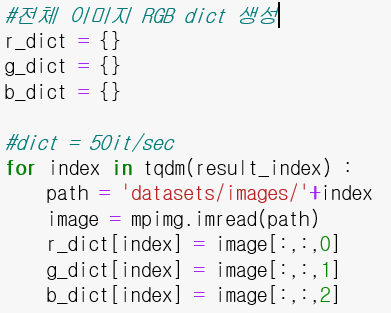 #전체 이미지 RGB dict 생성
r_dict = {}
g_dict = {}
b_dict = {}
#dict = 50it/sec
for index in tqdm(result_index) :
    path = 'datasets/images/'+index
    image = mpimg.imread(path)
    r_dict[index] = image[:,:,0]
    g_dict[index] = image[:,:,1]
    b_dict[index] = image[:,:,2]